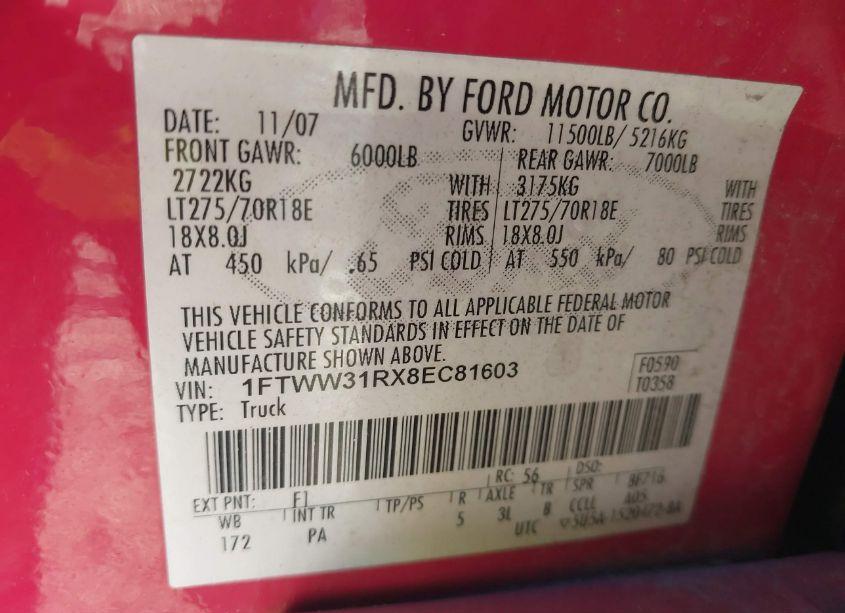 MFD. BY FORD MOTOR CO.
DATE: 11/07 GVWR: 11500LB/ 5216KG
FRONT GAWR: 6000LB REAR GAWR: 7000LB
2722KG WITH 3175KG WITH
LT275/70R18E TIRES LT275/70R18E TIRES
18X8.0J RIMS 18X8.0J RIMS
AT 450 kPa/ .65 PSI COLD AT 550 kPa/ 80 PSI COLD
THIS VEHICLE CONFORMS TO ALL APPLICABLE FEDERAL MOTOR
VEHICLE SAFETY STANDARDS IN EFFECT ON THE DATE OF
MANUFACTURE SHOWN ABOVE.
VIN: 1FTWW31RX8EC81603 F0590
TYPE: Truck T0358
EXT PNT: F1 RC: 56 DSO:
WB INT TR TP/PS R AXLE TR SPR 8F716
172 PA 5 3L B CCLL A05
UTC